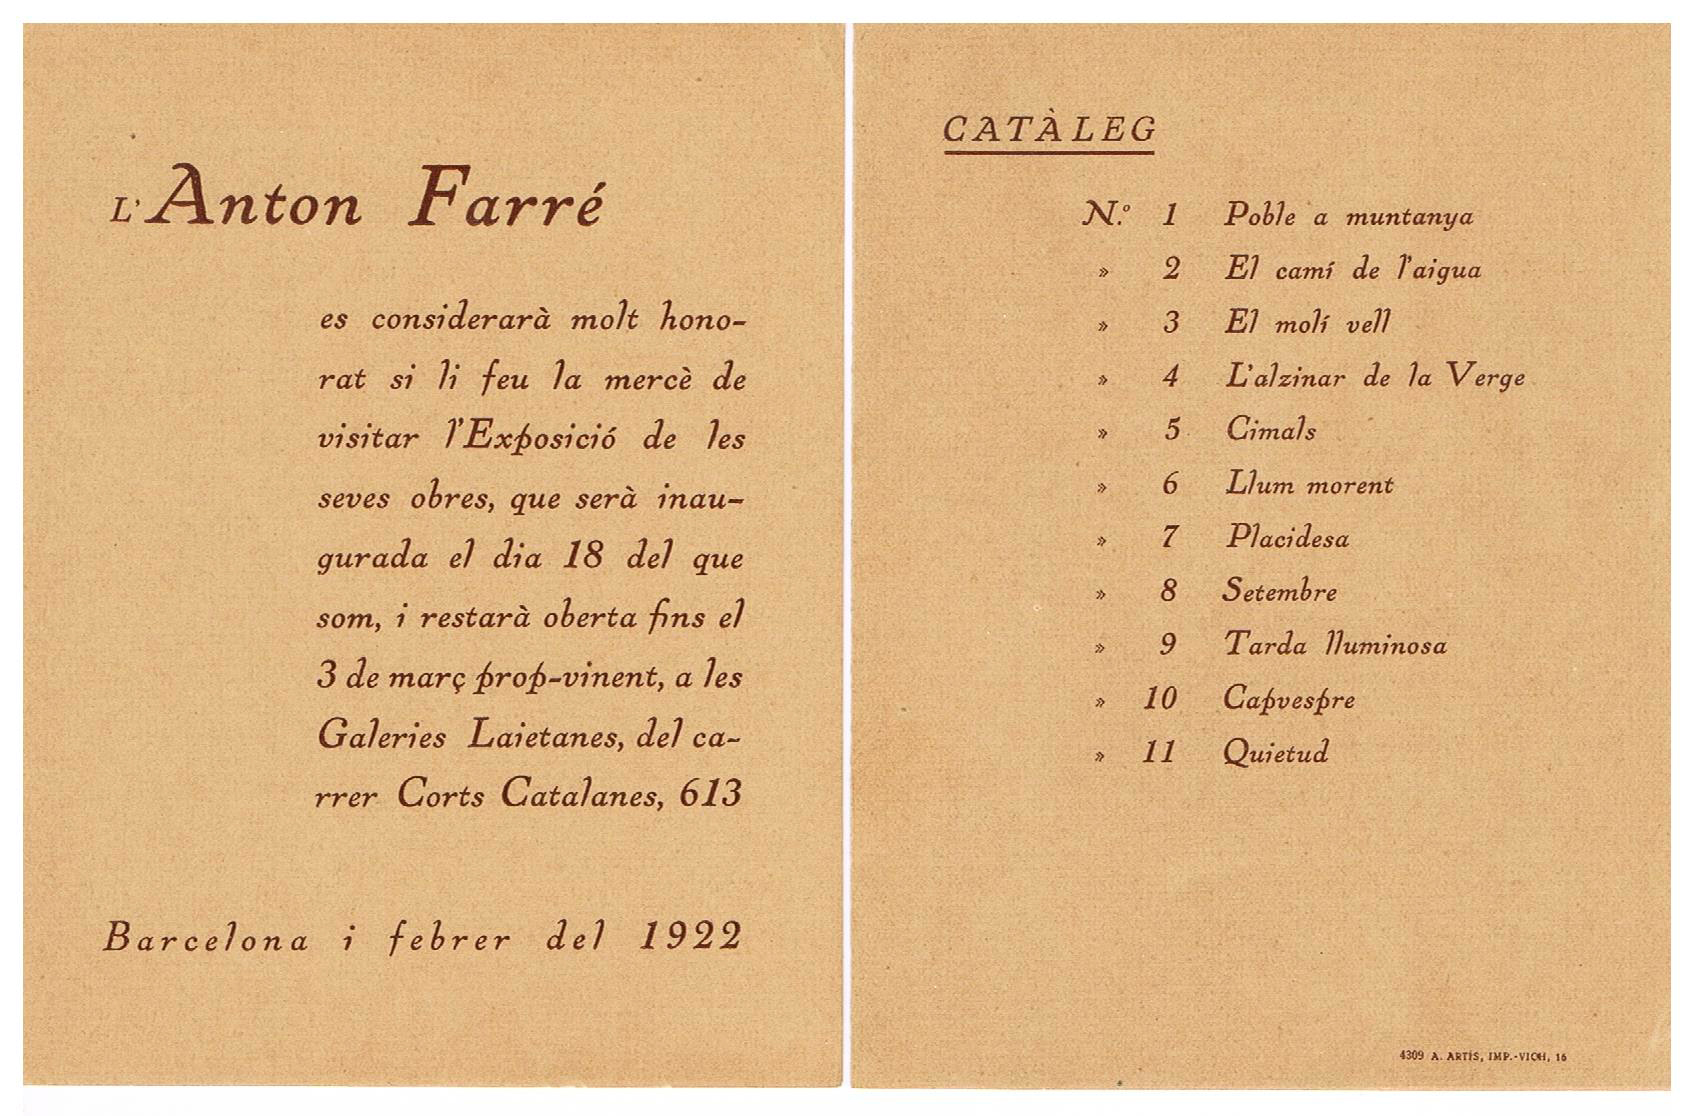 L'Anton Farré
es considerarà molt hono-
rat si li feu la mercè de
visitar l'Exposició de les
seves obres, que serà inau-
gurada el dia 18 del que
som, i restarà oberta fins el
3 de març prop-vinent, a les
Galeries Laietanes, del ca-
rrer Corts Catalanes, 613
Barcelona i febrer del 1922
CATÀLEG
N.º 1 Poble a muntanya
» 2 El camí de l'aigua
» 3 El molí vell
» 4 L'alzinar de la Verge
» 5 Cimals
» 6 Llum morent
» 7 Placidesa
» 8 Setembre
» 9 Tarda lluminosa
» 10 Capvespre
» 11 Quietud
4309 A. ARTÍS, IMP.-VICH, 16